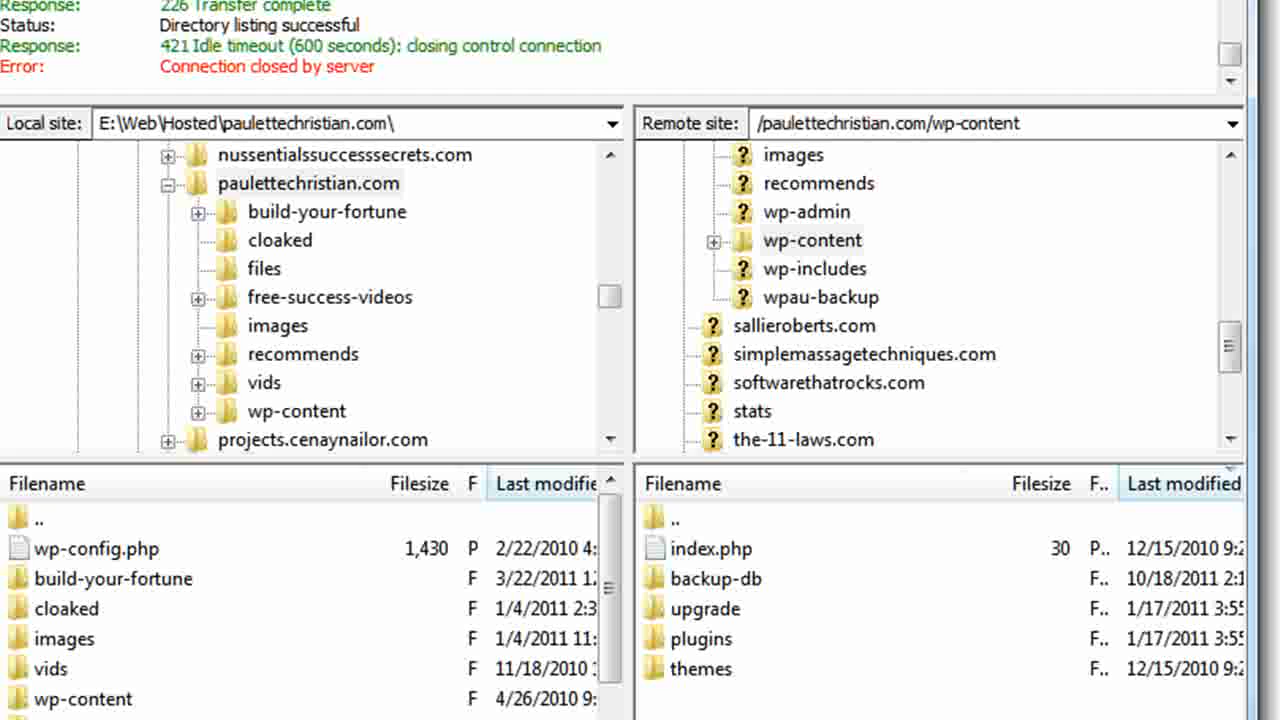 Response: 226 Transfer complete
Status: Directory listing successful
Response: 421 Idle timeout (600 seconds): closing control connection
Error: Connection closed by server
Local site: E:\Web\Hosted\paulettechristian.com\
nussentialssuccesssecrets.com
paulettechristian.com
build-your-fortune
cloaked
files
free-success-videos
images
recommends
vids
wp-content
projects.cenaynailor.com
Filename Filesize F Last modifie
..
wp-config.php 1,430 P 2/22/2010 4:
build-your-fortune F 3/22/2011 1
cloaked F 1/4/2011 2:3
images F 1/4/2011 11:
vids F 11/18/2010
wp-content F 4/26/2010 9:
Remote site: /paulettechristian.com/wp-content
images
recommends
wp-admin
wp-content
wp-includes
wpau-backup
sallieroberts.com
simplemassagetechniques.com
softwarethatrocks.com
stats
the-11-laws.com
Filename Filesize F.. Last modified
..
index.php 30 P.. 12/15/2010 9:2
backup-db F.. 10/18/2011 2:1
upgrade F.. 1/17/2011 3:55
plugins F.. 1/17/2011 3:55
themes F.. 12/15/2010 9:2